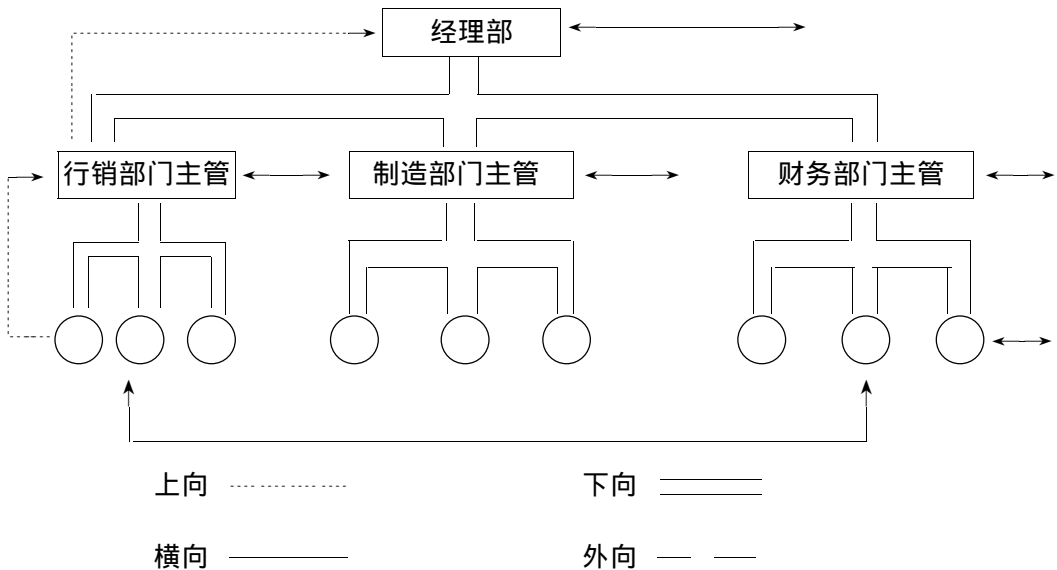 经理部
行销部门主管
制造部门主管
财务部门主管
上向
下向
横向
外向